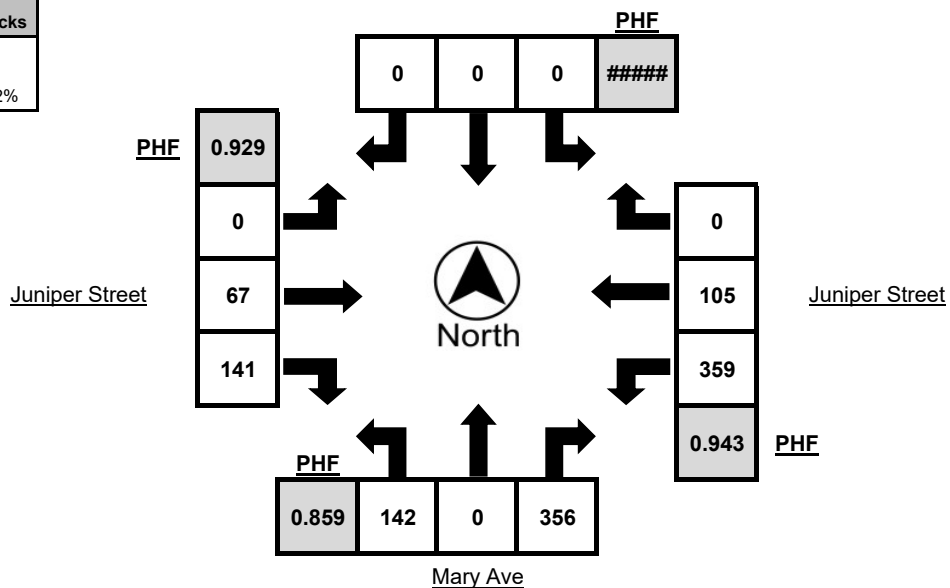 cks
2%
PHF
0 0 0 #####
PHF 0.929
0
67
141
Juniper Street
North
0
105
359
0.943 PHF
Juniper Street
PHF
0.859 142 0 356
Mary Ave